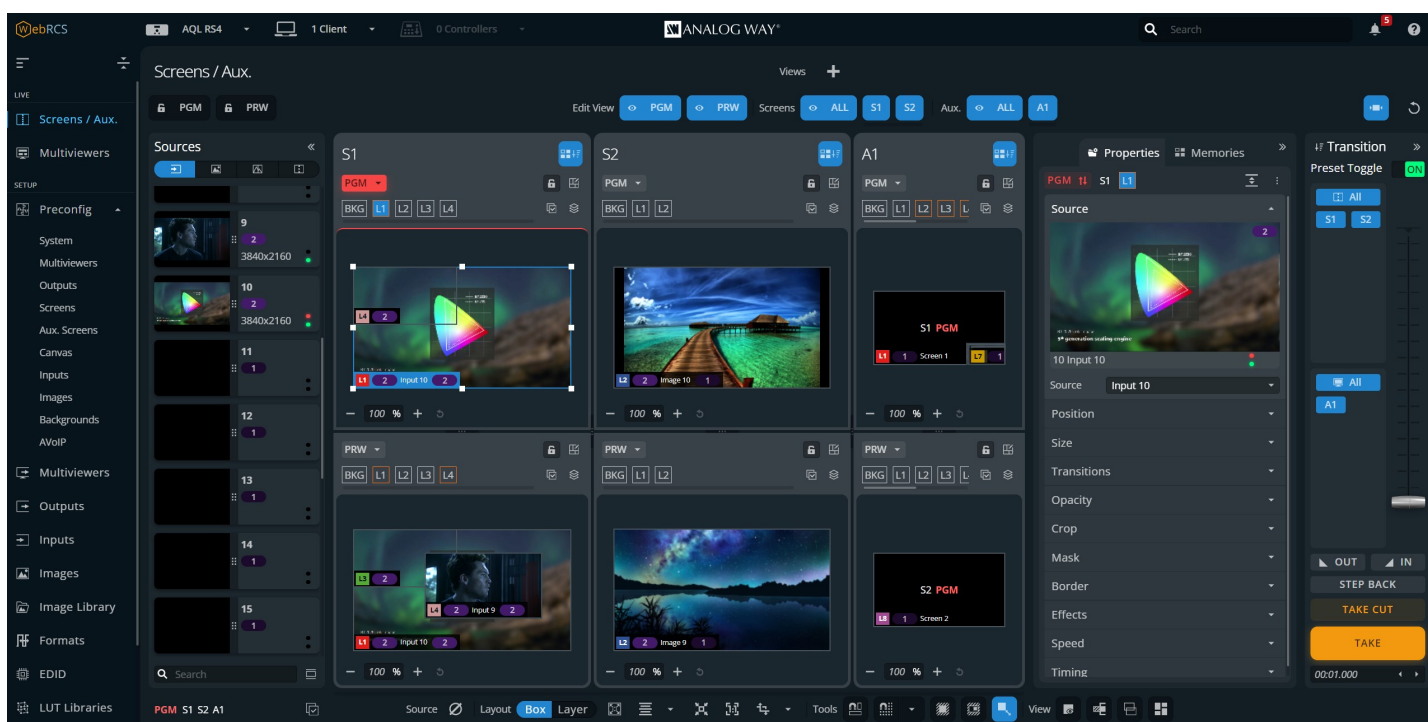 WebRCS
AQL RS4
1 Client
0 Controllers
ANALOG WAY®
Search
5
Screens / Aux.
Views
LIVE
Screens / Aux.
Multiviewers
SETUP
Preconfig
System
Multiviewers
Outputs
Screens
Aux. Screens
Canvas
Inputs
Images
Backgrounds
AVoIP
Multiviewers
Outputs
Inputs
Images
Image Library
Formats
EDID
LUT Libraries
PGM PRW
Edit View PGM PRW Screens ALL S1 S2 Aux. ALL A1
Sources
9
2
3840x2160
10
2
3840x2160
11
1
12
1
13
1
14
1
15
1
Search
S1
PGM
BKG L1 L2 L3 L4
L4 2
L1 2 Input 10 2
100 %
PRW
BKG L1 L2 L3 L4
L3 2
L4 2 Input 9 2
L1 2 Input 10 2
100 %
S2
PGM
BKG L1 L2
L2 2 Image 10 1
100 %
PRW
BKG L1 L2
L2 2 Image 9 1
100 %
A1
PGM
BKG L1 L2 L3
S1 PGM
L1 1 Screen 1 L7 1
100 %
PRW
BKG L1 L2 L3
S2 PGM
L8 1 Screen 2
100 %
Properties Memories
PGM S1 L1
Source
2
5th generation scaling engine
10 Input 10
Source Input 10
Position
Size
Transitions
Opacity
Crop
Mask
Border
Effects
Speed
Timing
Transition
Preset Toggle ON
All
S1 S2
All
A1
OUT IN
STEP BACK
TAKE CUT
TAKE
00:01.000
PGM S1 S2 A1
Source Layout Box Layer Tools View